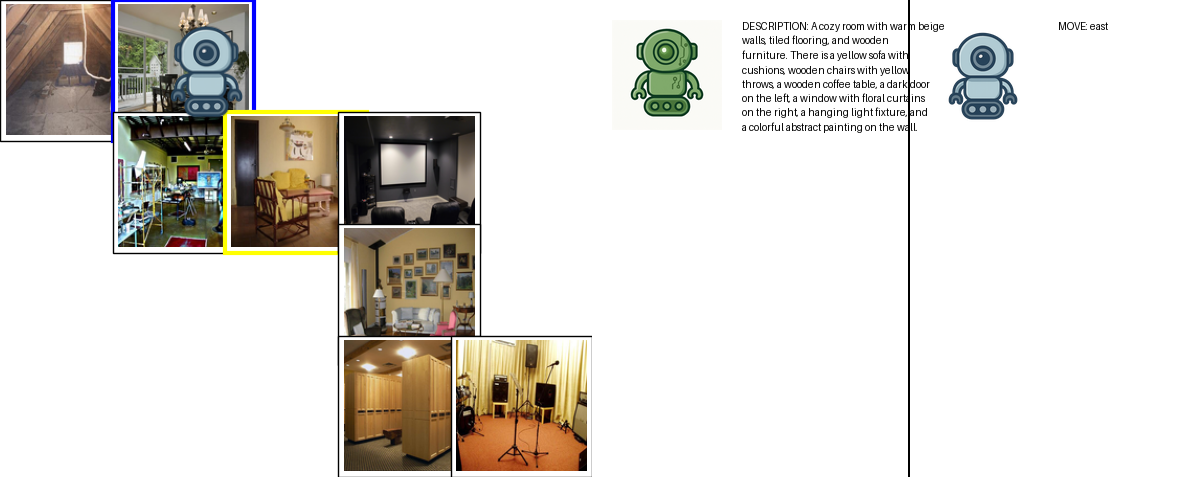 DESCRIPTION: A cozy room with warm beige
walls, tiled flooring, and wooden
furniture. There is a yellow sofa with
cushions, wooden chairs with yellow
throws, a wooden coffee table, a dark door
on the left, a window with floral curtains
on the right, a hanging light fixture, and
a colorful abstract painting on the wall.
MOVE: east